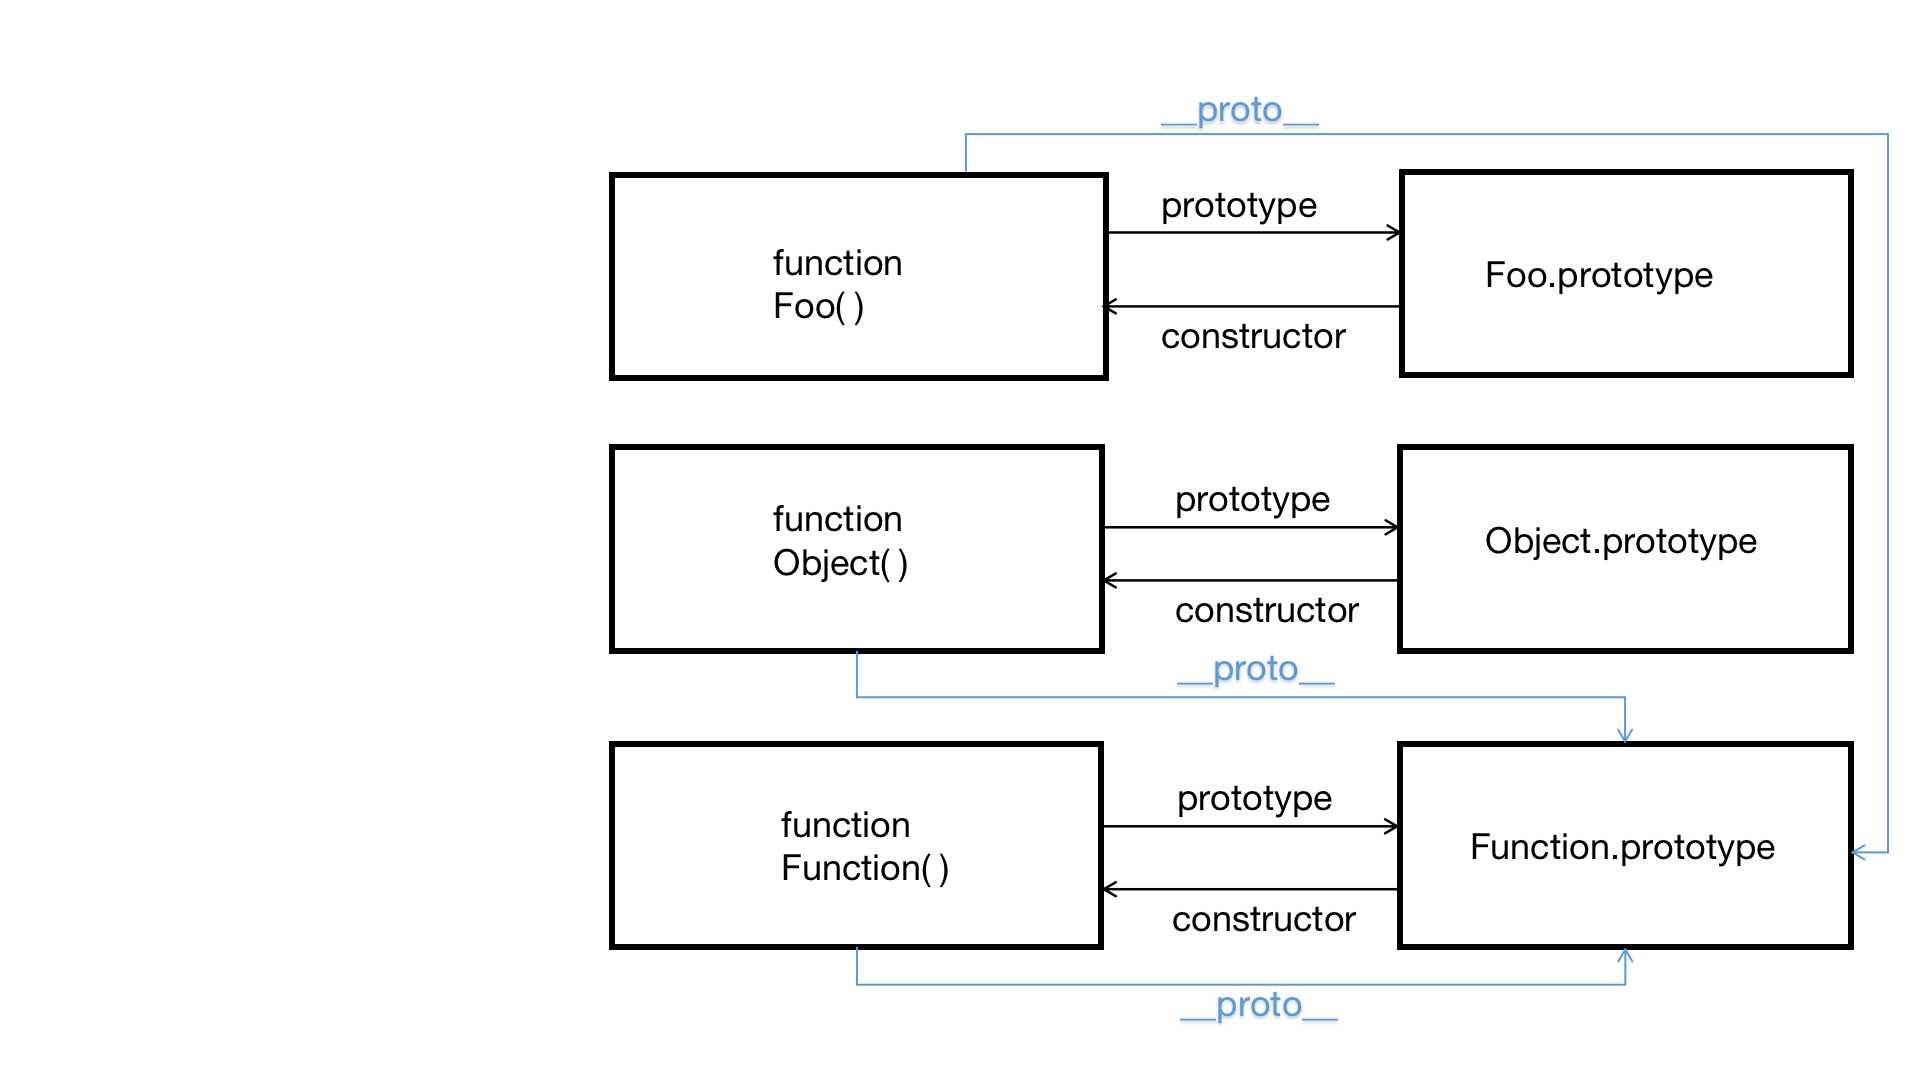 __proto__
prototype
function
Foo( )
Foo.prototype
constructor
prototype
function
Object( )
Object.prototype
constructor
__proto__
prototype
function
Function( )
Function.prototype
constructor
__proto__